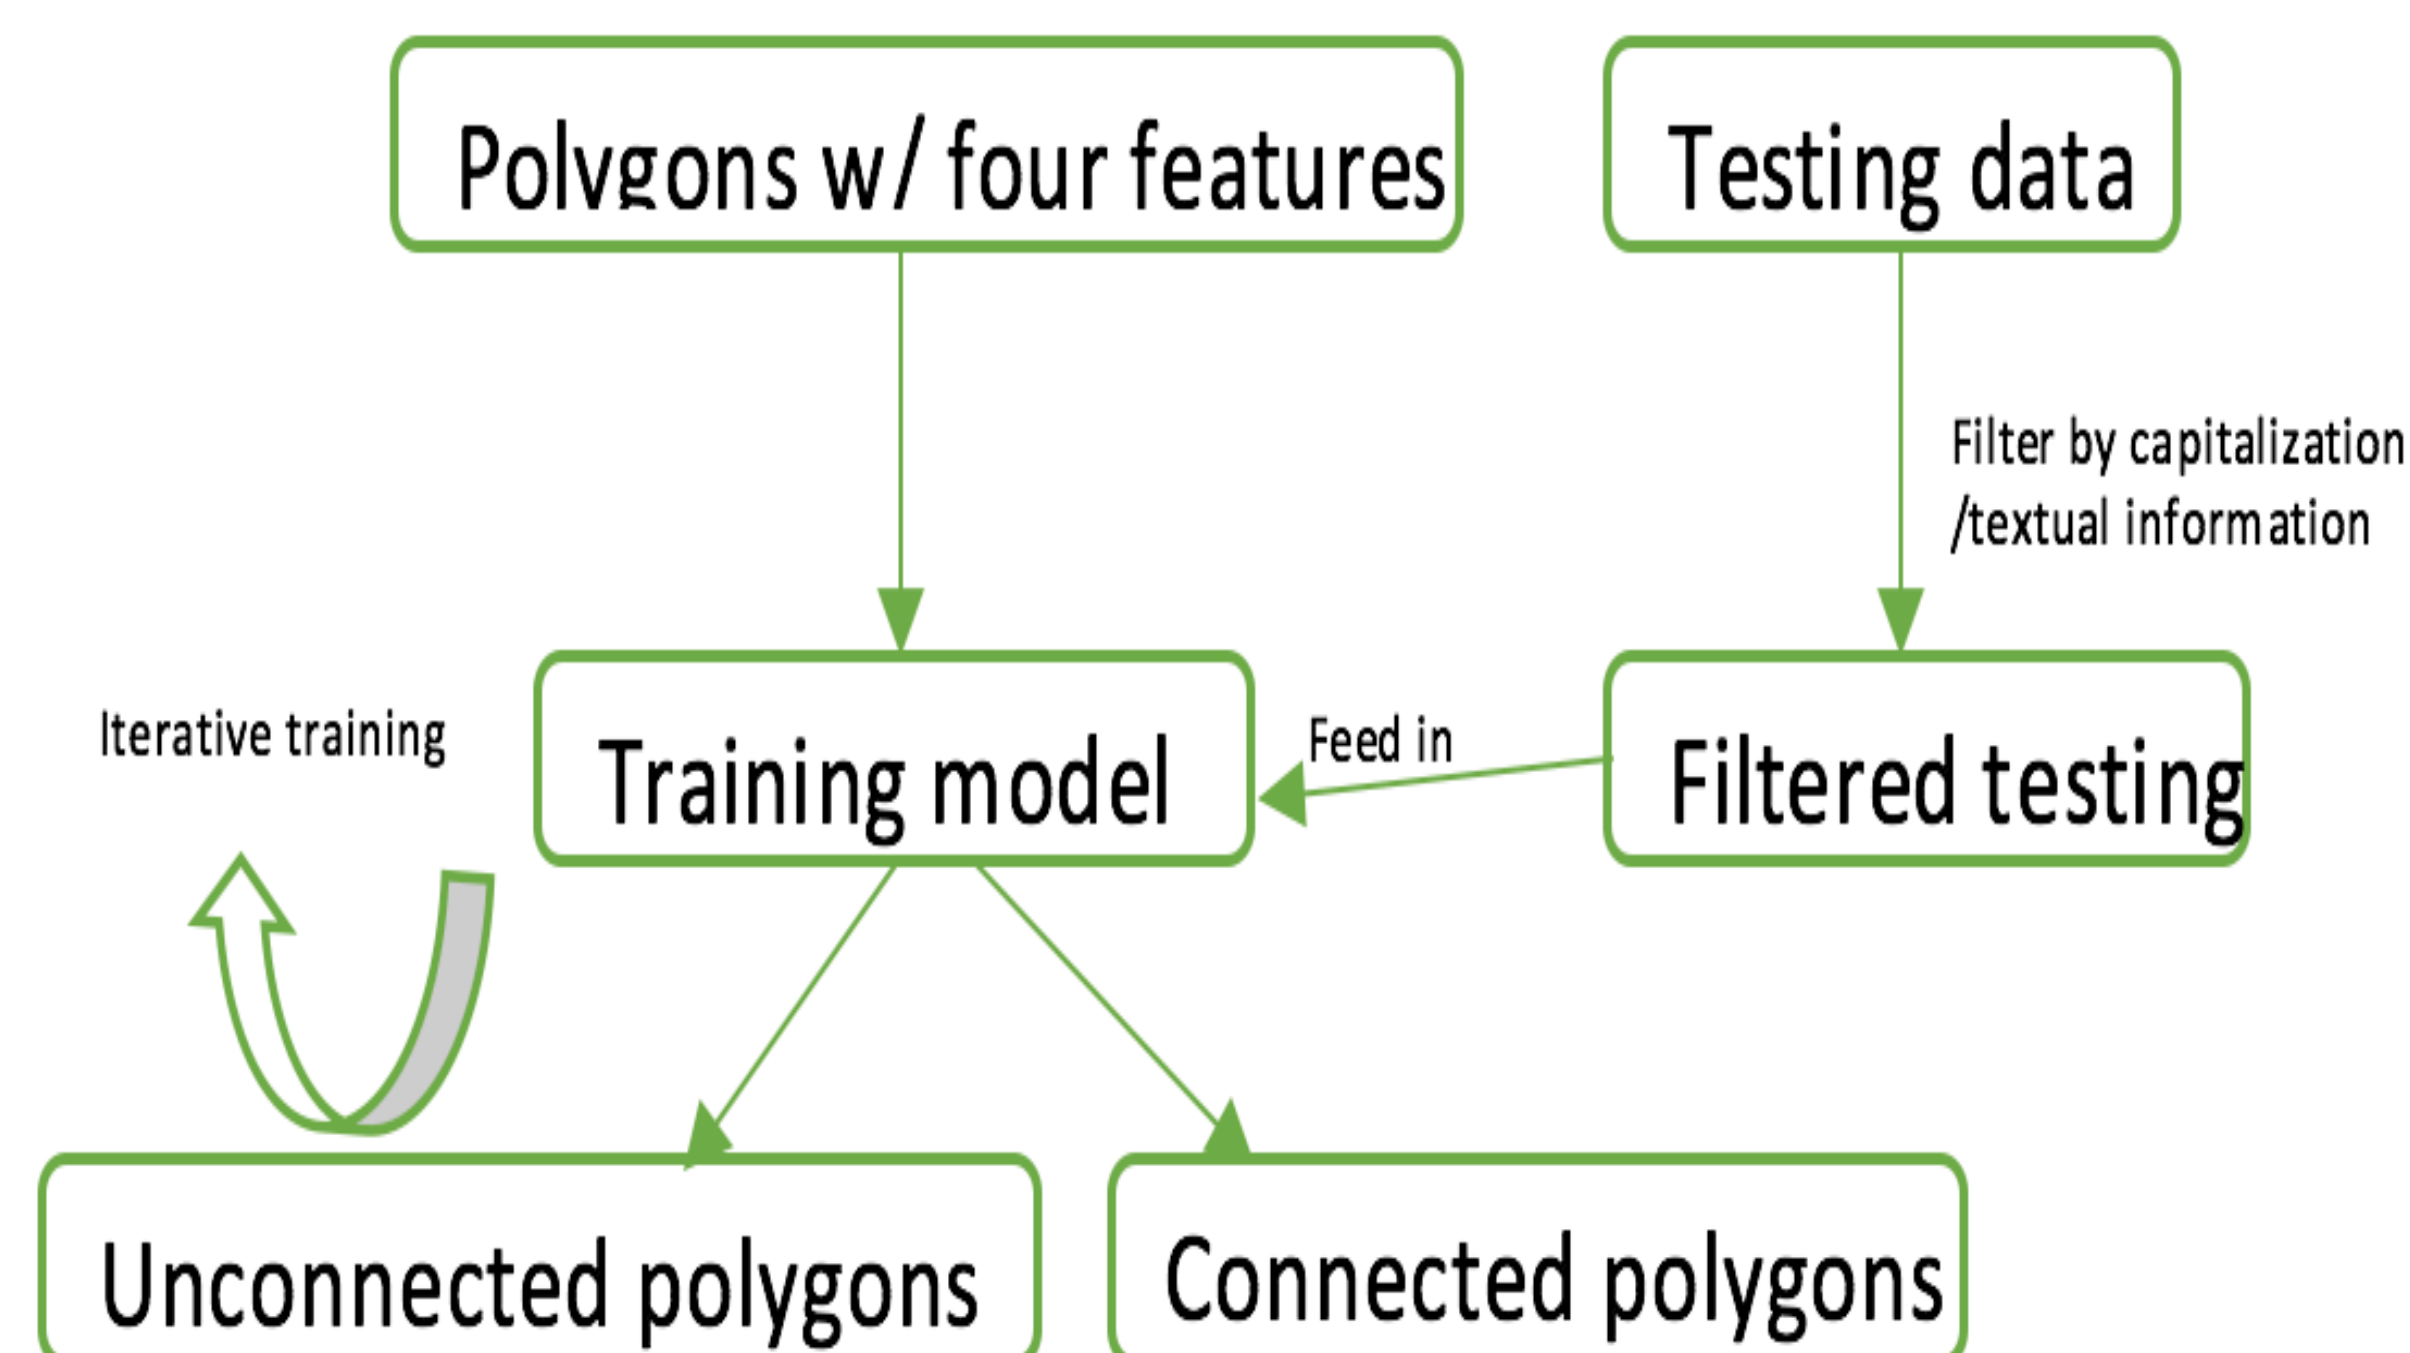 Polygons w/ four features
Testing data
Filter by capitalization
/textual information
Iterative training
Training model
Feed in
Filtered testing
Unconnected polygons
Connected polygons